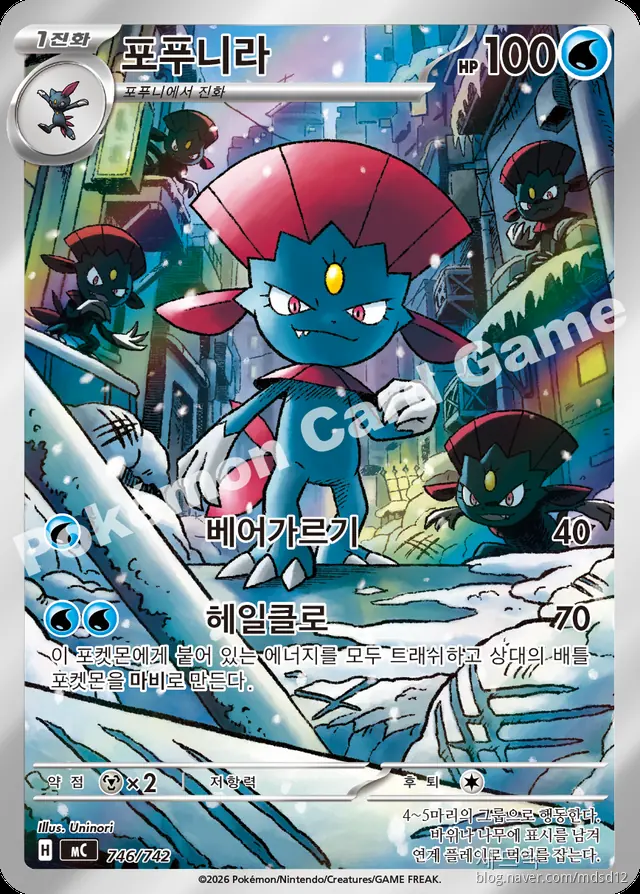 1진화
포푸니라
HP 100
포푸니에서 진화
Pokémon Card Game
베어가르기 40
헤일클로 70
이 포켓몬에게 붙어 있는 에너지를 모두 트래쉬하고 상대의 배틀
포켓몬을 마비로 만든다.
약점 ×2 저항력 후퇴
Illus. Uninori
4~5마리의 그룹으로 행동한다.
바위나 나무에 표시를 남겨
연계 플레이로 먹이를 잡는다.
H MC 746/742
©2026 Pokémon/Nintendo/Creatures/GAME FREAK.
blog.naver.com/mdsd12